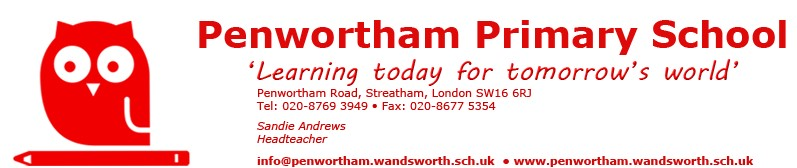 Penwortham Primary School
‘Learning today for tomorrow’s world’
Penwortham Road, Streatham, London SW16 6RJ
Tel: 020-8769 3949 • Fax: 020-8677 5354
Sandie Andrews
Headteacher
info@penwortham.wandsworth.sch.uk • www.penwortham.wandsworth.sch.uk